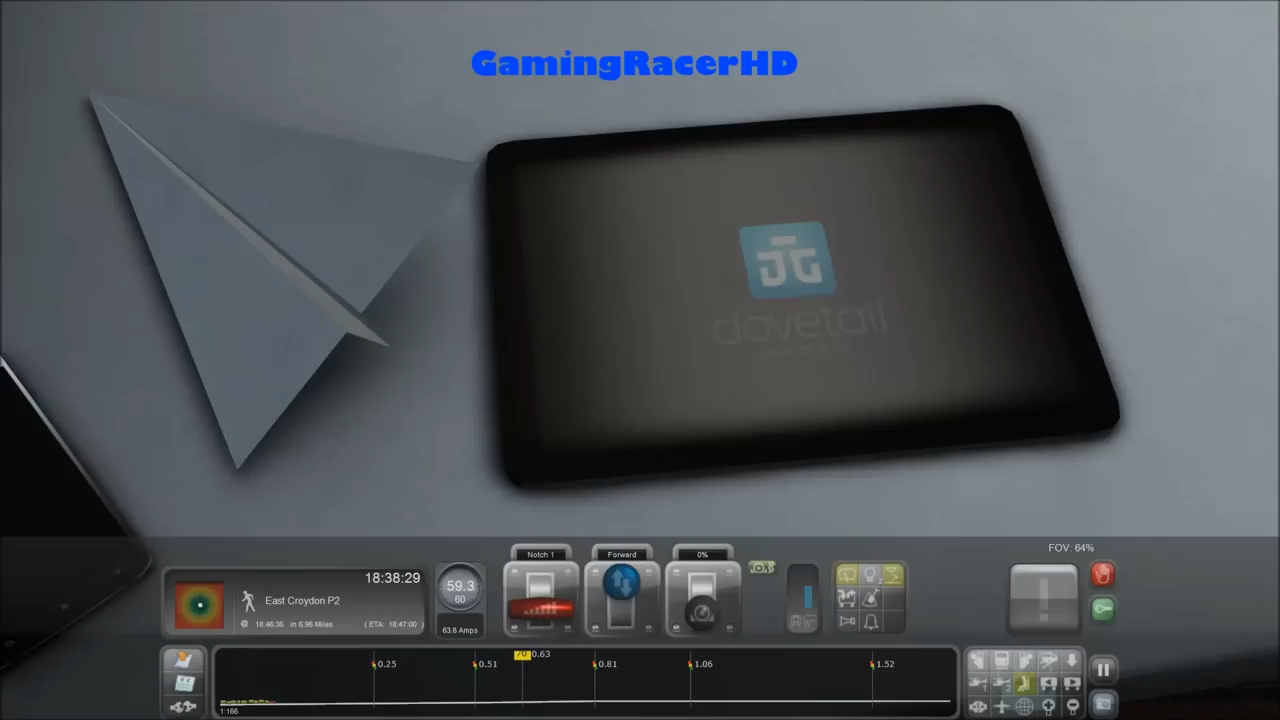 GamingRacerHD
dovetail
FOV: 64%
Notch 1
Forward
0%
18:38:29
East Croydon P2
@ 18:46:35 in 6.96 Miles ( ETA: 18:47:00 )
59.3
60
63.6 Amps
70 0.63
0.25
0.51
0.81
1.06
1.52
1:166